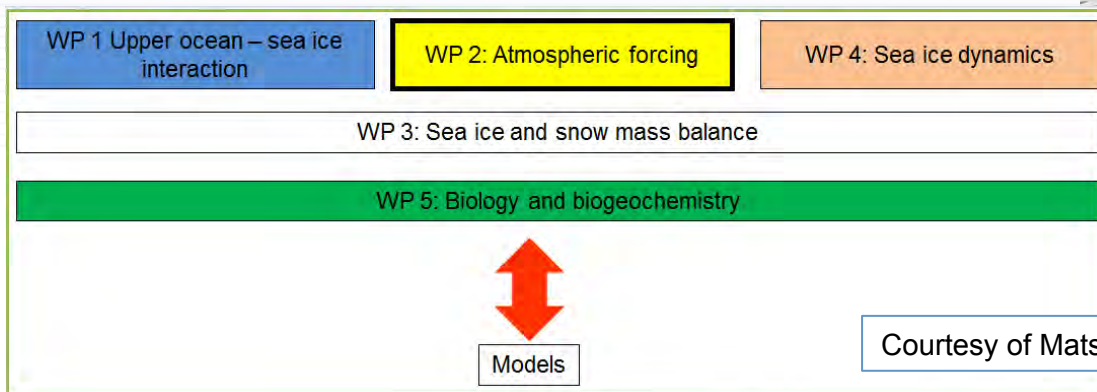 WP 1 Upper ocean – sea ice
interaction
WP 2: Atmospheric forcing
WP 4: Sea ice dynamics
WP 3: Sea ice and snow mass balance
WP 5: Biology and biogeochemistry
Models
Courtesy of Mats